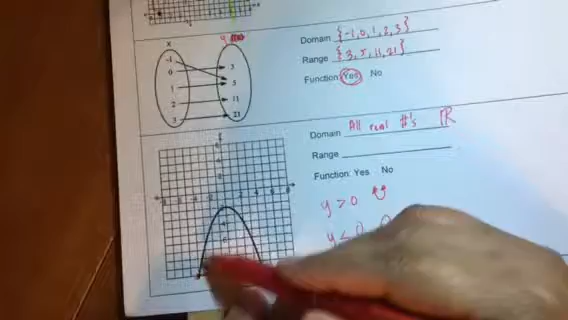 x
y
Domain {-1, 0, 1, 2, 3}
Range {3, 5, 11, 21}
Function: Yes No
-1
0
1
2
3
3
5
11
21
Domain All real #'s ℝ
Range
Function: Yes No
y > 0
y < 0